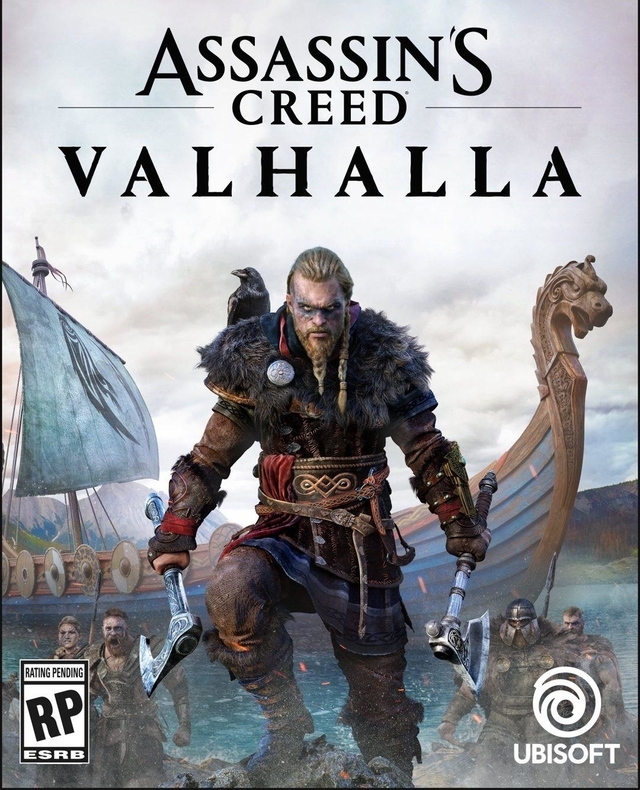 ASSASSIN'S
CREED®
VALHALLA
RATING PENDING
RP
ESRB
UBISOFT